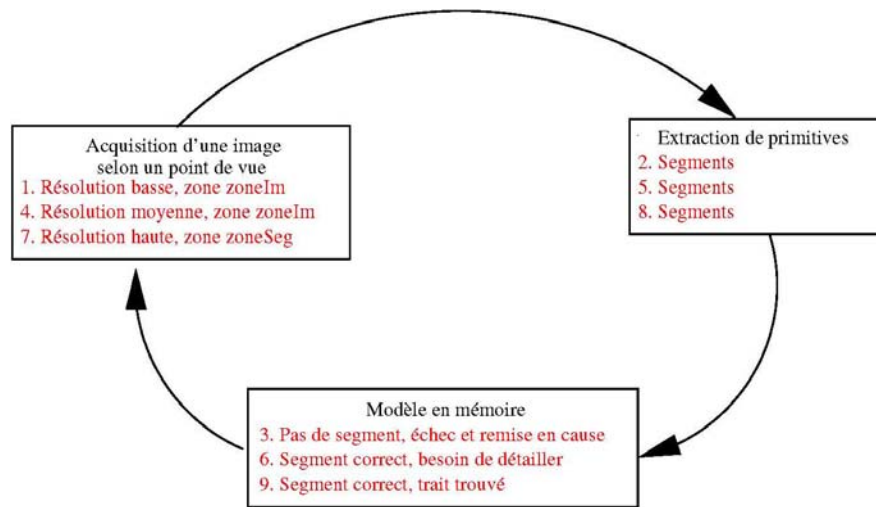 Acquisition d'une image
selon un point de vue
1. Résolution basse, zone zoneIm
4. Résolution moyenne, zone zoneIm
7. Résolution haute, zone zoneSeg
Extraction de primitives
2. Segments
5. Segments
8. Segments
Modèle en mémoire
3. Pas de segment, échec et remise en cause
6. Segment correct, besoin de détailler
9. Segment correct, trait trouvé